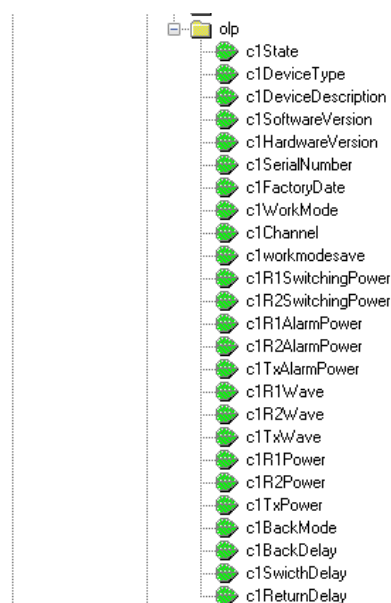 olp
c1State
c1DeviceType
c1DeviceDescription
c1SoftwareVersion
c1HardwareVersion
c1SerialNumber
c1FactoryDate
c1WorkMode
c1Channel
c1workmodesave
c1R1SwitchingPower
c1R2SwitchingPower
c1R1AlarmPower
c1R2AlarmPower
c1TxAlarmPower
c1R1Wave
c1R2Wave
c1TxWave
c1R1Power
c1R2Power
c1TxPower
c1BackMode
c1BackDelay
c1SwicthDelay
c1ReturnDelay